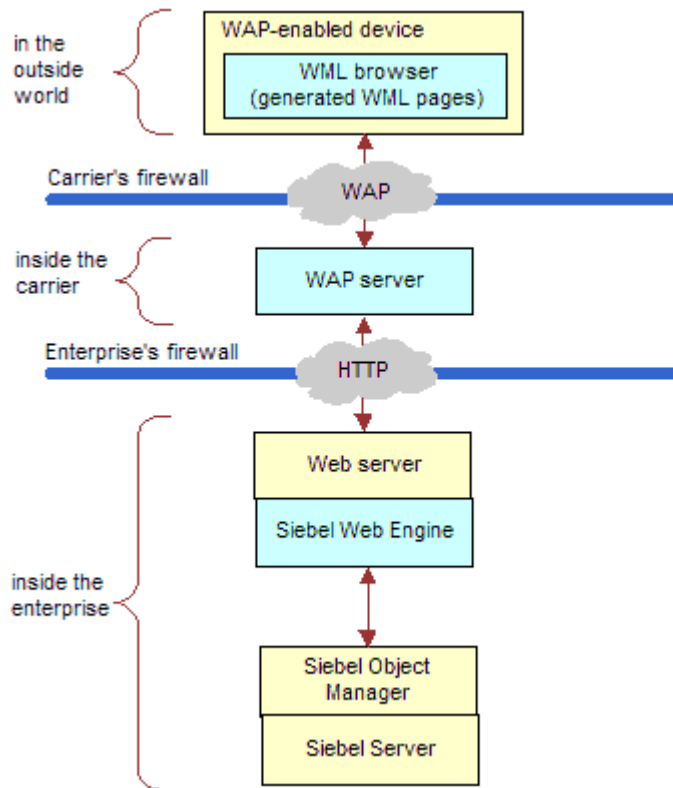 in the
outside
world
WAP-enabled device
WML browser
(generated WML pages)
Carrier's firewall
WAP
inside the
carrier
WAP server
Enterprise's firewall
HTTP
Web server
Siebel Web Engine
inside the
enterprise
Siebel Object
Manager
Siebel Server